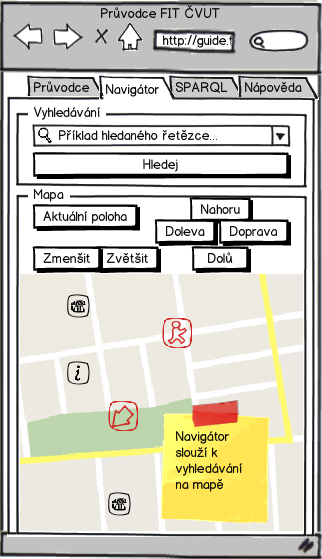 Průvodce FIT ČVUT
http://guide.f
Průvodce Navigátor SPARQL Nápověda
Vyhledávání
Příklad hledaného řetězce...
Hledej
Mapa
Aktuální poloha
Nahoru
Doleva Doprava
Zmenšit Zvětšit Dolů
i
Navigátor
slouží k
vyhledávání
na mapě